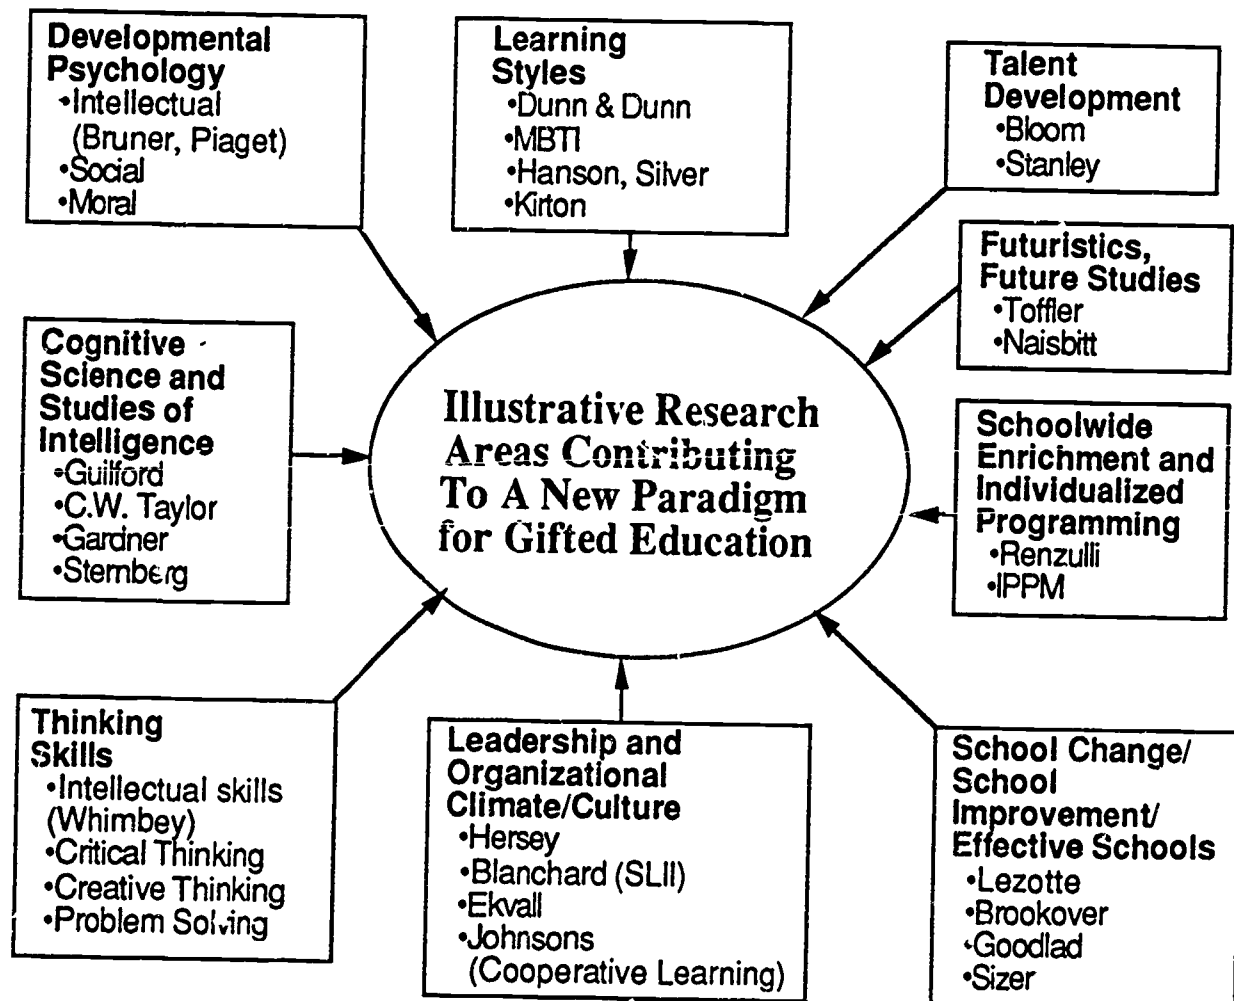 Developmental
Psychology
•Intellectual
(Bruner, Piaget)
•Social
•Moral
Learning
Styles
•Dunn & Dunn
•MBTI
•Hanson, Silver
•Kirton
Talent
Development
•Bloom
•Stanley
Futuristics,
Future Studies
•Toffler
•Naisbitt
Cognitive
Science and
Studies of
Intelligence
•Guilford
•C.W. Taylor
•Gardner
•Sternberg
Illustrative Research
Areas Contributing
To A New Paradigm
for Gifted Education
Schoolwide
Enrichment and
Individualized
Programming
•Renzulli
•IPPM
Thinking
Skills
•Intellectual skills
(Whimbey)
•Critical Thinking
•Creative Thinking
•Problem Solving
Leadership and
Organizational
Climate/Culture
•Hersey
•Blanchard (SLII)
•Ekvall
•Johnsons
(Cooperative Learning)
School Change/
School
Improvement/
Effective Schools
•Lezotte
•Brookover
•Goodlad
•Sizer